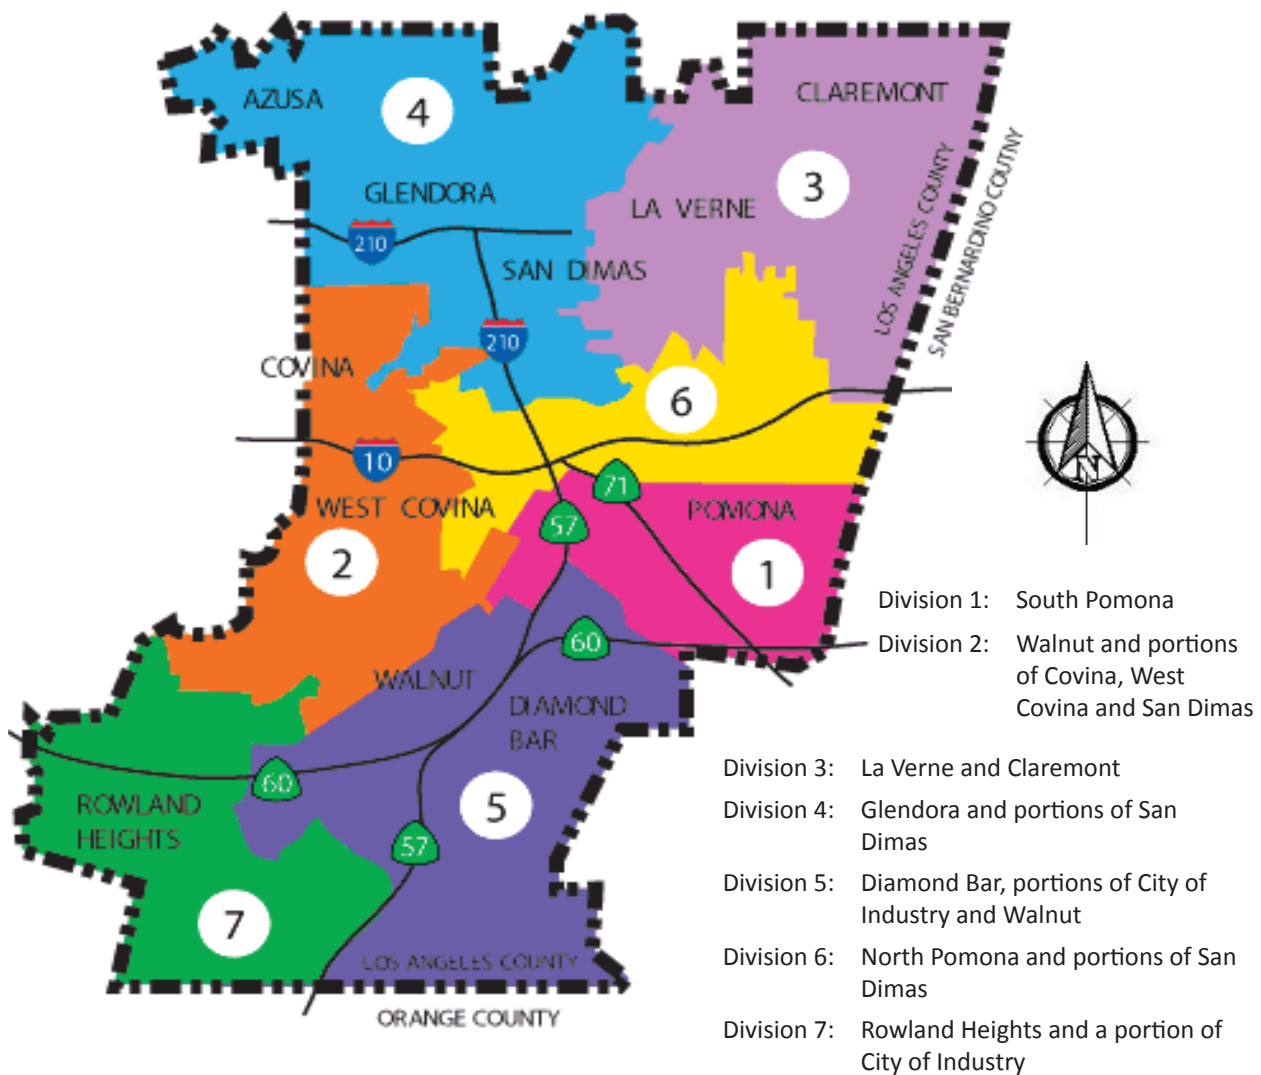 AZUSA
4
CLAREMONT
3
GLENDORA
LA VERNE
210
SAN DIMAS
LOS ANGELES COUNTY
SAN BERNARDINO COUTNY
210
COVINA
6
10
71
WEST COVINA
57
POMONA
N
2
1
60
WALNUT
DIAMOND
BAR
60
ROWLAND
HEIGHTS
5
57
7
LOS ANGELES COUNTY
ORANGE COUNTY
Division 1: South Pomona
Division 2: Walnut and portions
of Covina, West
Covina and San Dimas
Division 3: La Verne and Claremont
Division 4: Glendora and portions of San
Dimas
Division 5: Diamond Bar, portions of City of
Industry and Walnut
Division 6: North Pomona and portions of San
Dimas
Division 7: Rowland Heights and a portion of
City of Industry